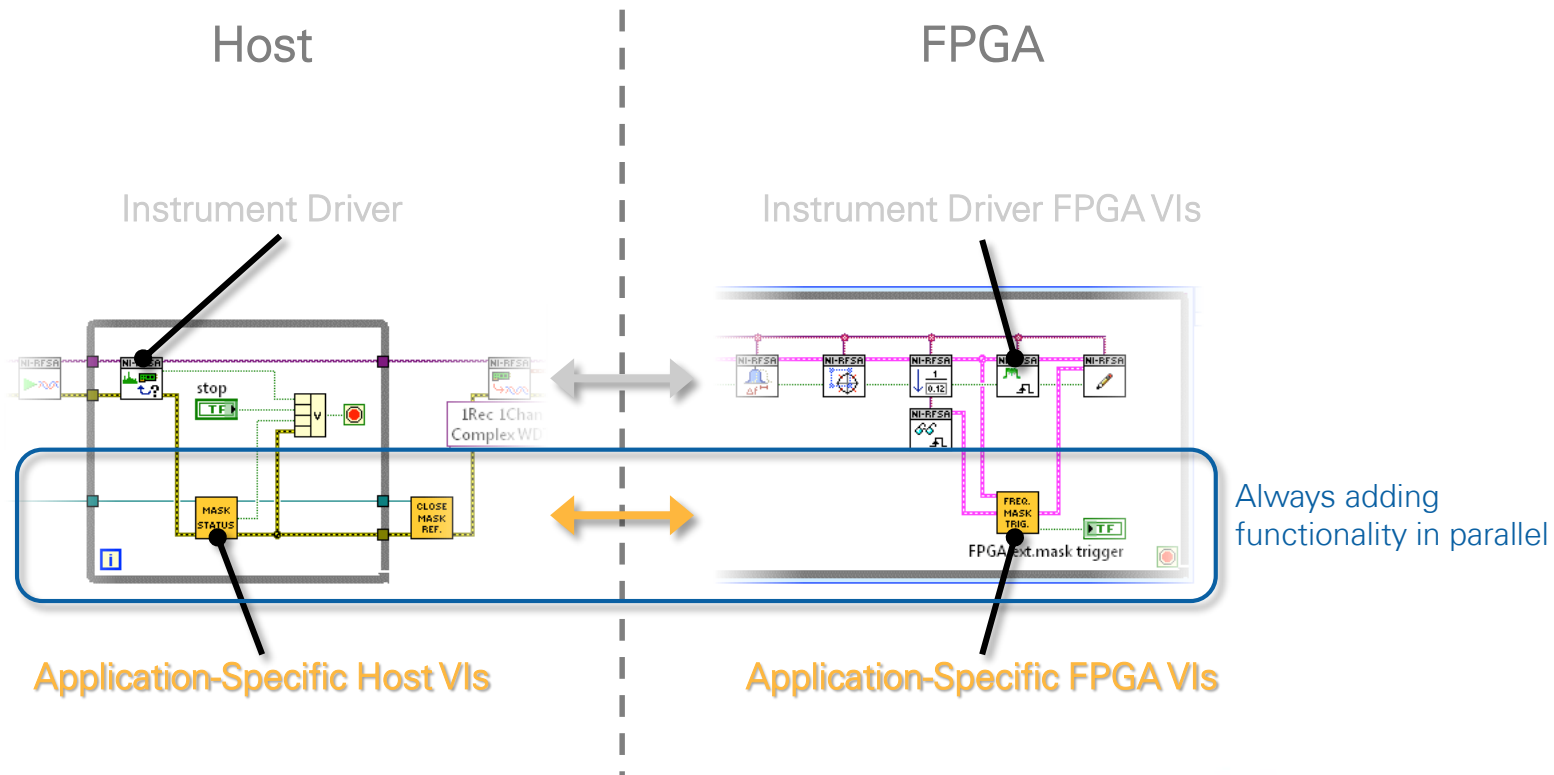 Host
FPGA
Instrument Driver
Instrument Driver FPGA VIs
NI-RFSA
NI-RFSA
stop
TF
V
NI-RFSA
1Rec 1Chan
Complex WD
NI-RFSA
Δf
NI-RFSA
NI-RFSA
1
0.12
NI-RFSA
NI-RFSA
NI-RFSA
MASK
STATUS
CLOSE
MASK
REF.
i
FREQ.
MASK
TRIG.
TF
FPGA ext.mask trigger
Always adding
functionality in parallel
Application-Specific Host VIs
Application-Specific FPGA VIs